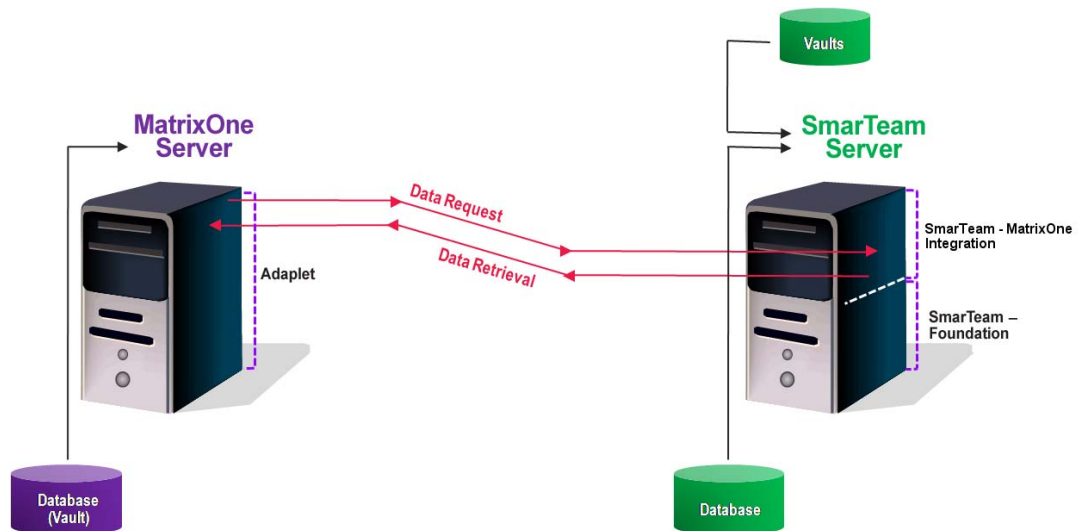 Vaults
MatrixOne
Server
SmarTeam
Server
Data Request
Data Retrieval
Adaplet
SmarTeam - MatrixOne
Integration
SmarTeam –
Foundation
Database
(Vault)
Database